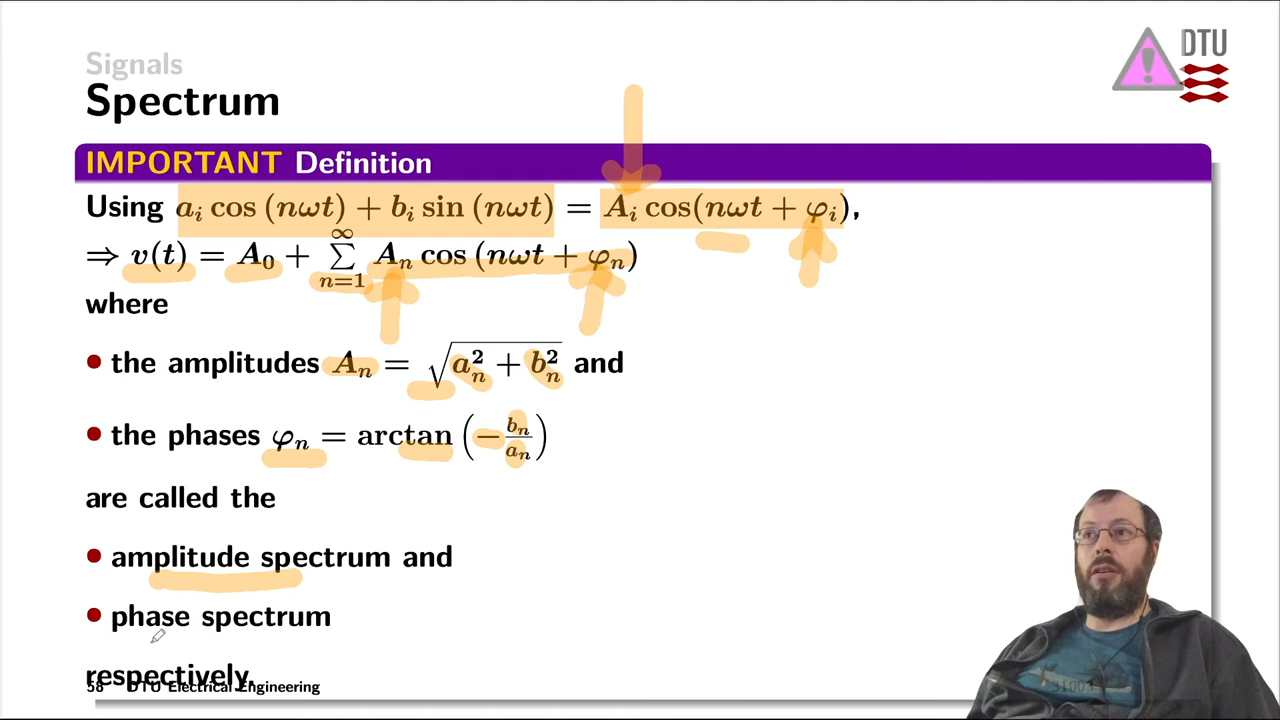 Signals
Spectrum
DTU
IMPORTANT Definition
Using aᵢ cos (nωt) + bᵢ sin (nωt) = Aᵢ cos(nωt + φᵢ),
⇒ v(t) = A₀ + ∑ₙ₌₁^∞ Aₙ cos (nωt + φₙ)
where
• the amplitudes Aₙ = √(aₙ² + bₙ²) and
• the phases φₙ = arctan (−bₙ/aₙ)
are called the
• amplitude spectrum and
• phase spectrum
respectively.
58 DTU Electrical Engineering